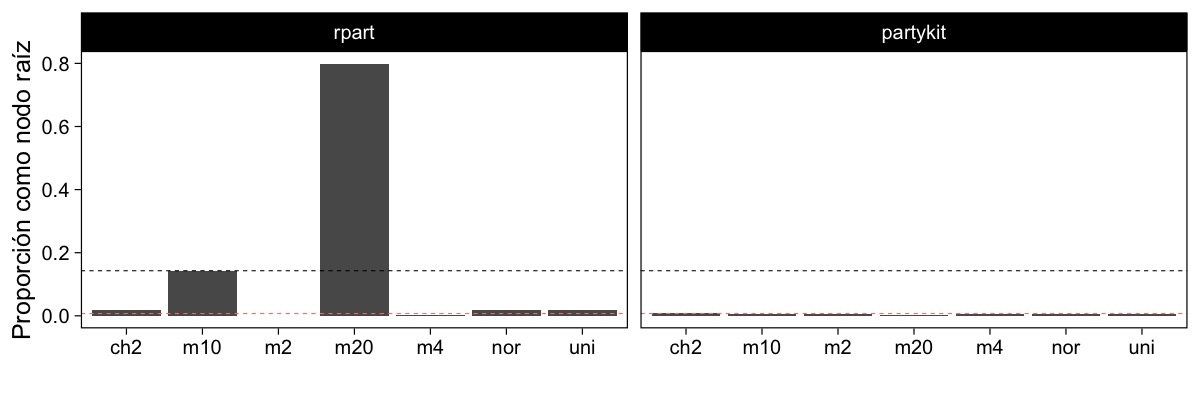 rpart
partykit
Proporción como nodo raíz
0.8
0.6
0.4
0.2
0.0
ch2 m10 m2 m20 m4 nor uni
ch2 m10 m2 m20 m4 nor uni